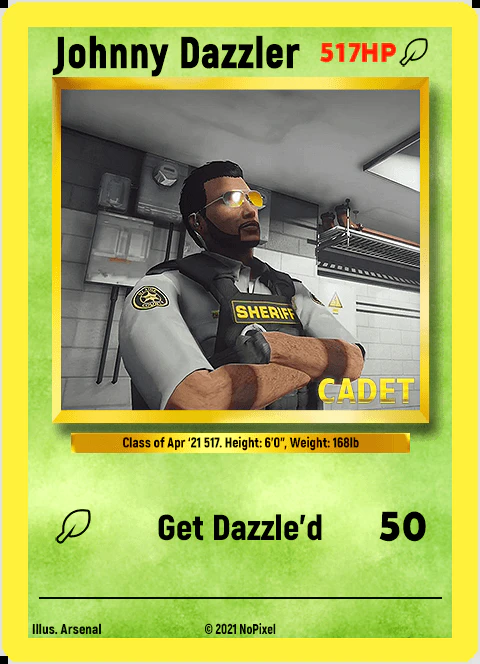 Johnny Dazzler 517HP
SHERIFF
CADET
Class of Apr ‘21 517. Height: 6’0”, Weight: 168lb
Get Dazzle’d 50
Illus. Arsenal © 2021 NoPixel